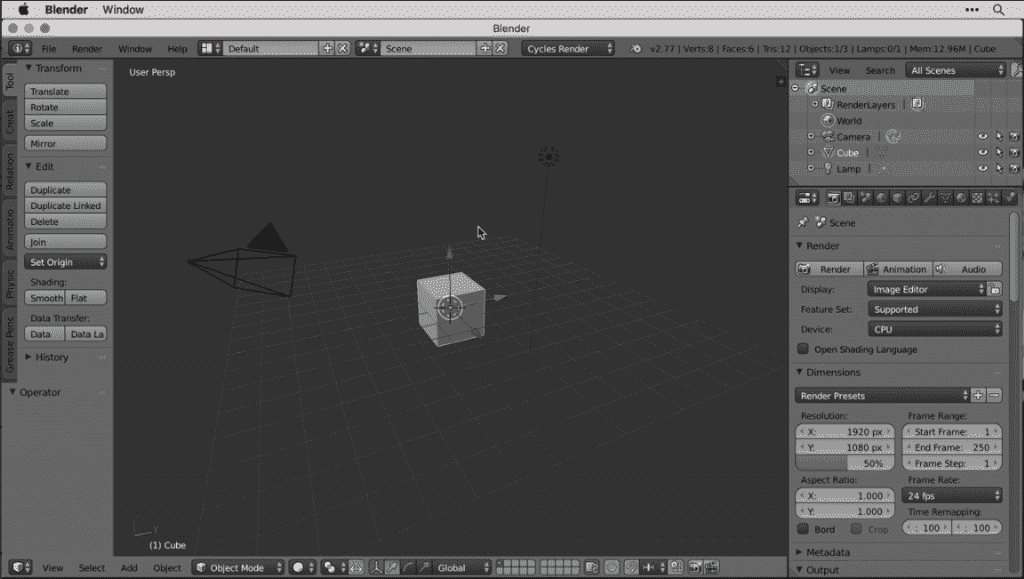 Blender Window
Blender
File Render Window Help Default Scene Cycles Render v2.77 | Verts:8 | Faces:6 | Tris:12 | Objects:1/3 | Lamps:0/1 | Mem:12.96M | Cube
Tool
Creat
Relation
Animatio
Physic
Grease Penc
Transform
Translate
Rotate
Scale
Mirror
Edit
Duplicate
Duplicate Linked
Delete
Join
Set Origin
Shading:
Smooth Flat
Data Transfer:
Data Data La
History
Operator
User Persp
(1) Cube
View Select Add Object Object Mode Global
View Search All Scenes
Scene
RenderLayers
World
Camera
Cube
Lamp
Scene
Render
Render Animation Audio
Display: Image Editor
Feature Set: Supported
Device: CPU
Open Shading Language
Dimensions
Render Presets
Resolution: Frame Range:
X: 1920 px Start Frame: 1
Y: 1080 px End Frame: 250
50% Frame Step: 1
Aspect Ratio: Frame Rate:
X: 1.000 24 fps
Y: 1.000 Time Remapping:
Bord Crop : 100 : 100
Metadata
Output